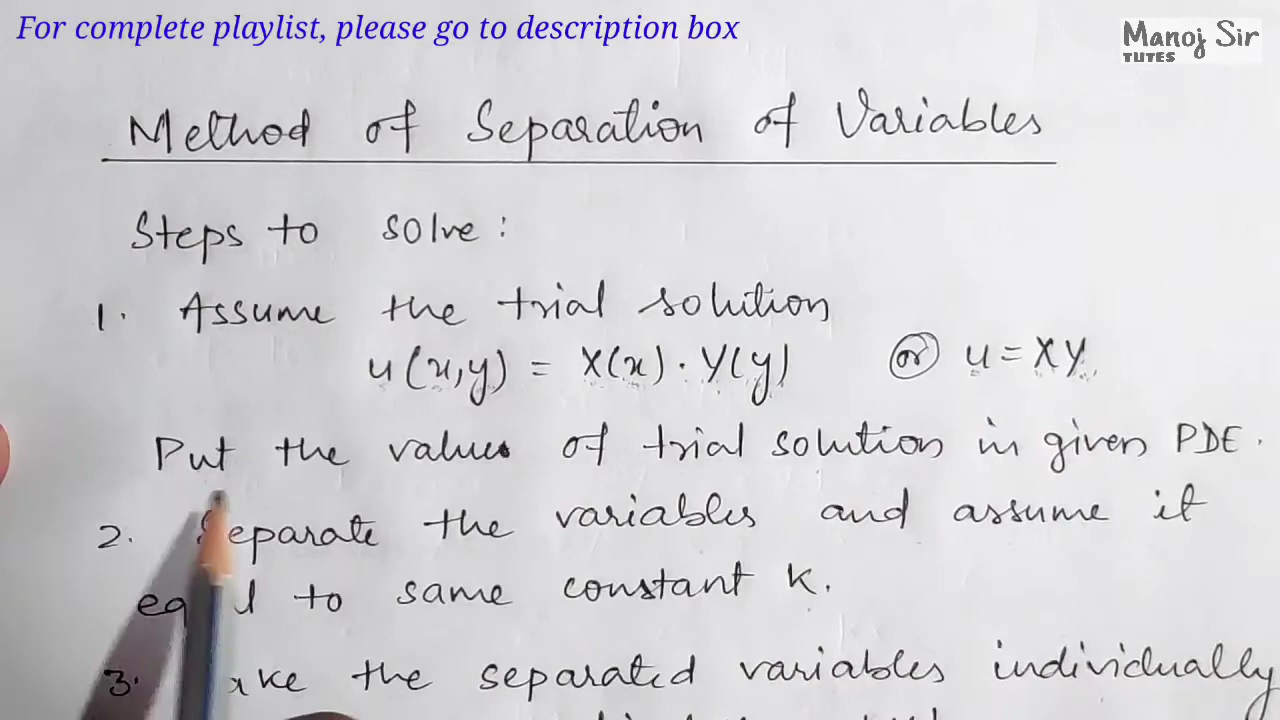 For complete playlist, please go to description box
Manoj Sir
TUTES
Method of Separation of Variables
Steps to solve :
1. Assume the trial solution
u(x,y) = X(x) · Y(y) or u = XY
Put the values of trial solution in given PDE.
2. Separate the variables and assume it
to same constant k.
3. the separated variables individually